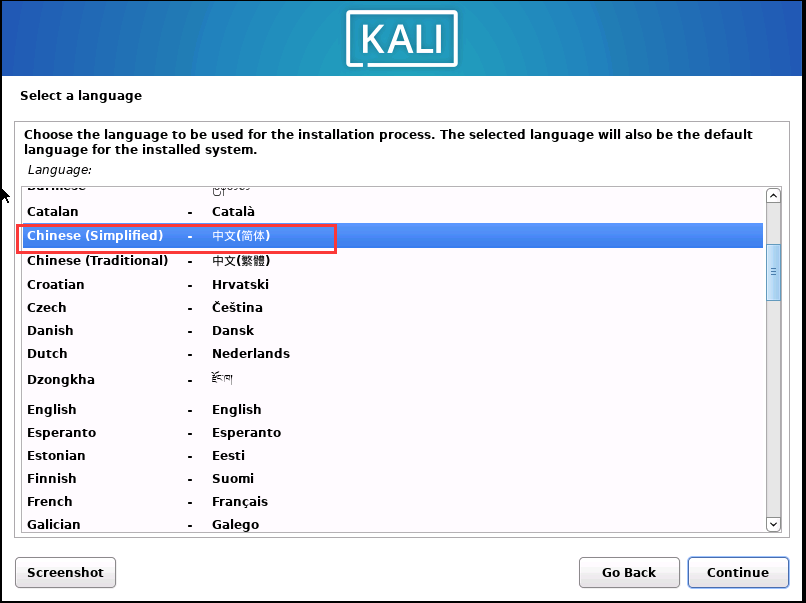 KALI
Select a language
Choose the language to be used for the installation process. The selected language will also be the default
language for the installed system.
Language:
Burmese
Catalan - Català
Chinese (Simplified) - 中文(简体)
Chinese (Traditional) - 中文(繁體)
Croatian - Hrvatski
Czech - Čeština
Danish - Dansk
Dutch - Nederlands
Dzongkha - རྫོང་ཁ།
English - English
Esperanto - Esperanto
Estonian - Eesti
Finnish - Suomi
French - Français
Galician - Galego
Screenshot Go Back Continue